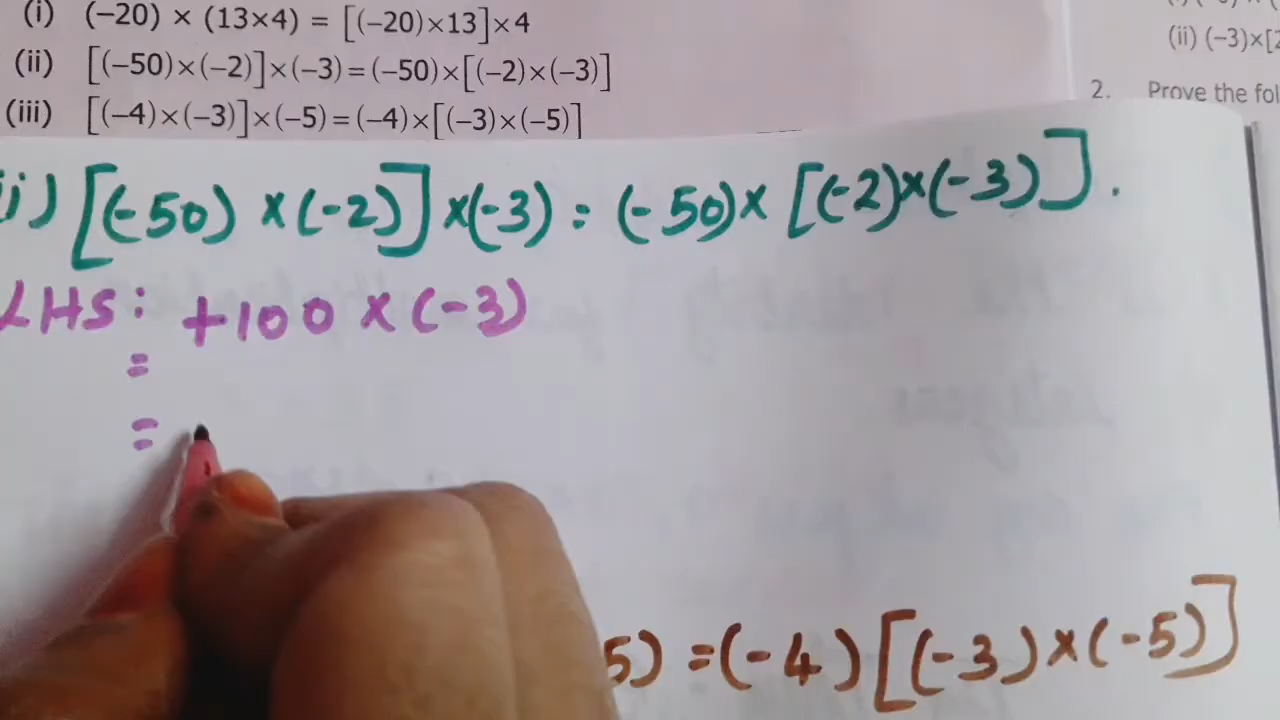 (i) (−20) × (13×4) = [(−20)×13]×4
(ii) [(−50)×(−2)]×(−3)=(−50)×[(−2)×(−3)]
(iii) [(−4)×(−3)]×(−5)=(−4)×[(−3)×(−5)]
(ii) (−3)×[
2. Prove the fol
) [(-50) ×(-2)] ×(-3) = (-50)× [(-2)×(-3)].
LHS: +100 × (-3)
=
=
5) =(-4) [(-3)×(-5)]